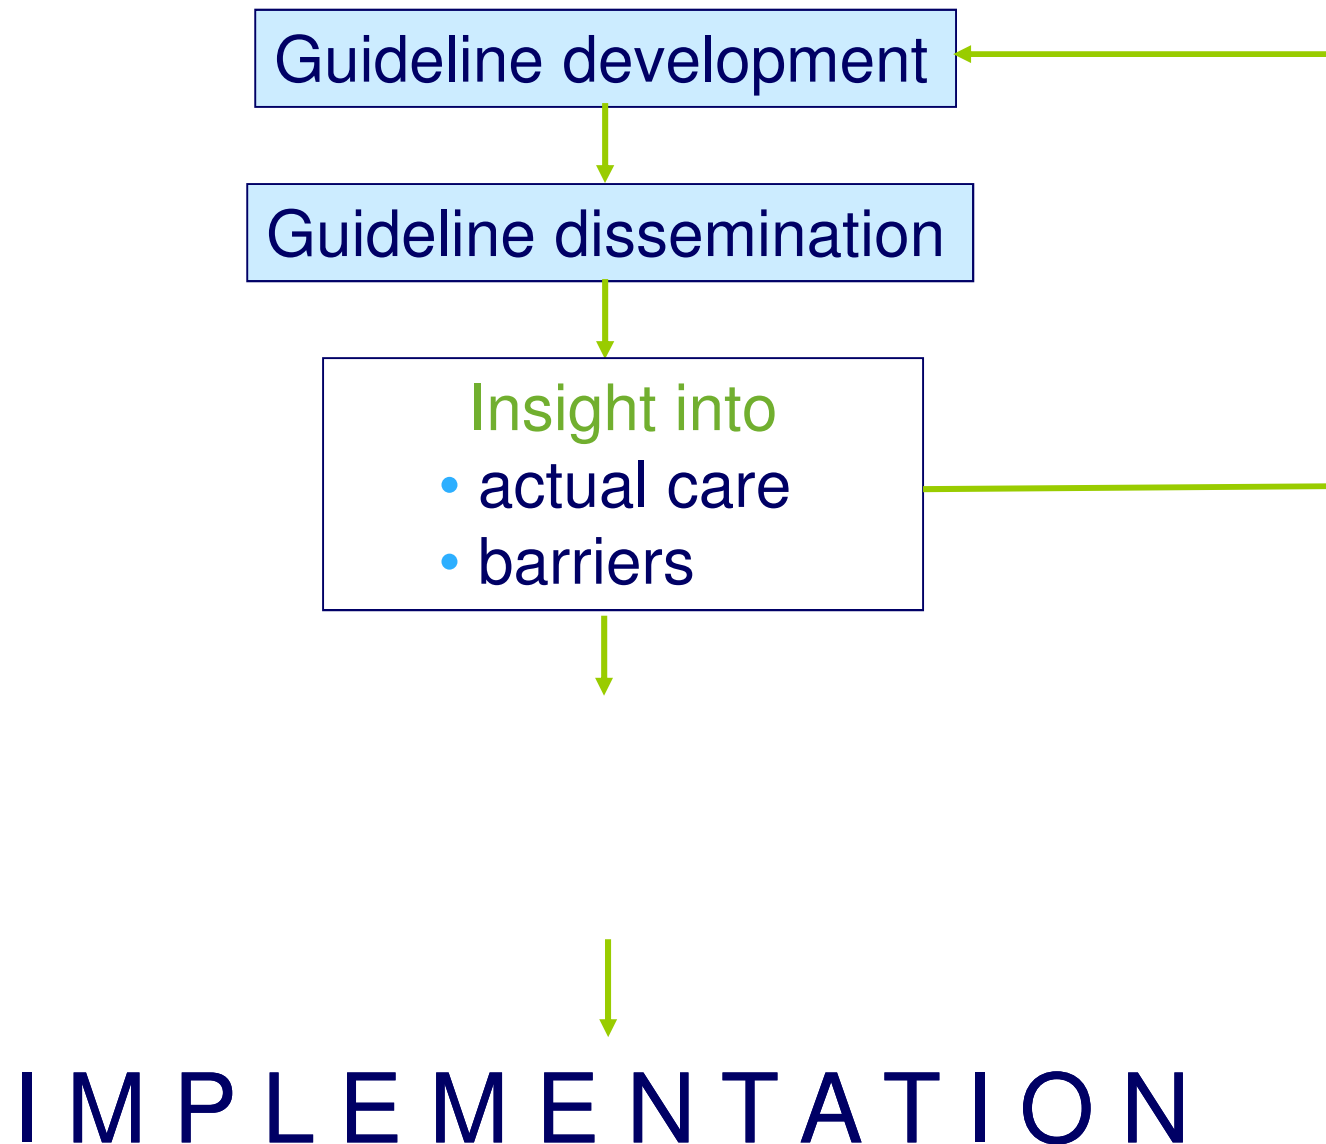 Guideline development
Guideline dissemination
Insight into
• actual care
• barriers
I M P L E M E N T A T I O N